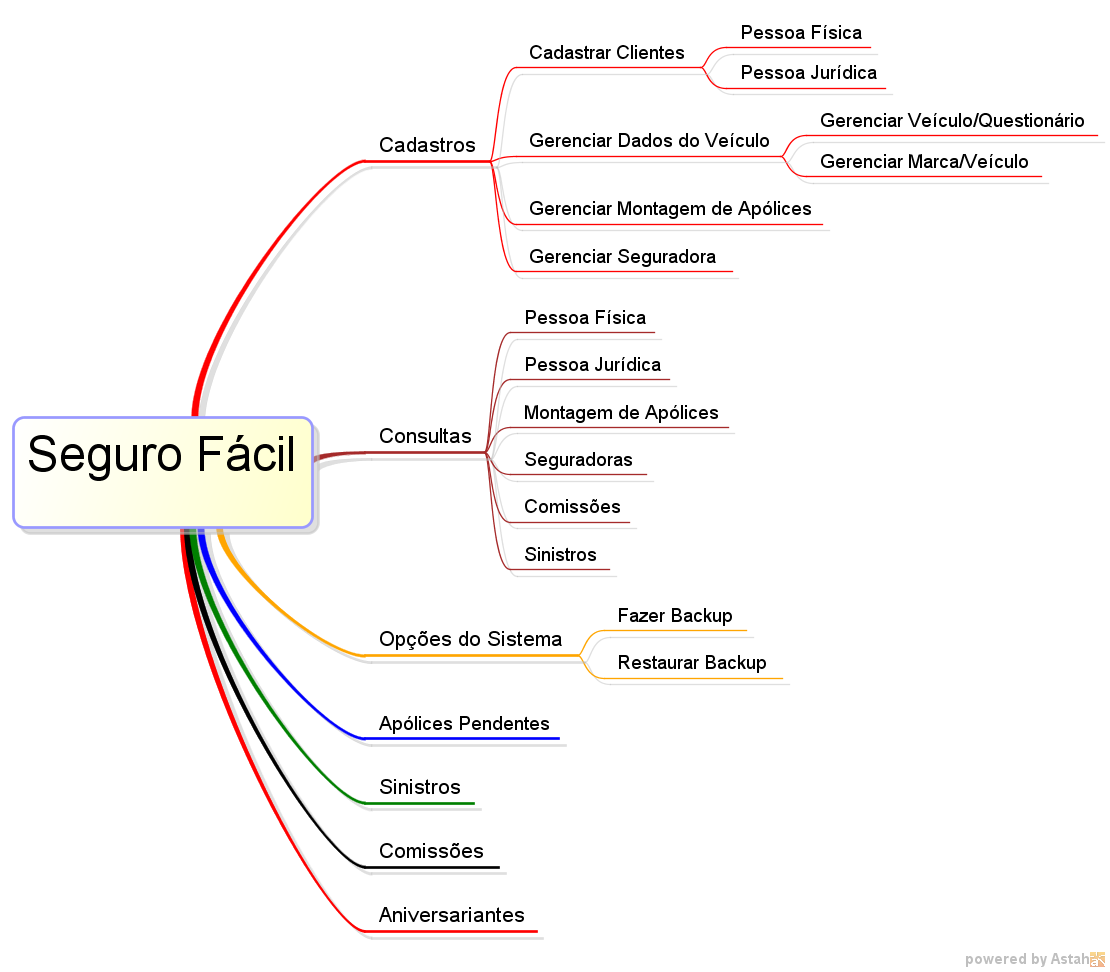 Seguro Fácil
Cadastros
Cadastrar Clientes
Pessoa Física
Pessoa Jurídica
Gerenciar Dados do Veículo
Gerenciar Veículo/Questionário
Gerenciar Marca/Veículo
Gerenciar Montagem de Apólices
Gerenciar Seguradora
Consultas
Pessoa Física
Pessoa Jurídica
Montagem de Apólices
Seguradoras
Comissões
Sinistros
Opções do Sistema
Fazer Backup
Restaurar Backup
Apólices Pendentes
Sinistros
Comissões
Aniversariantes
powered by Astah